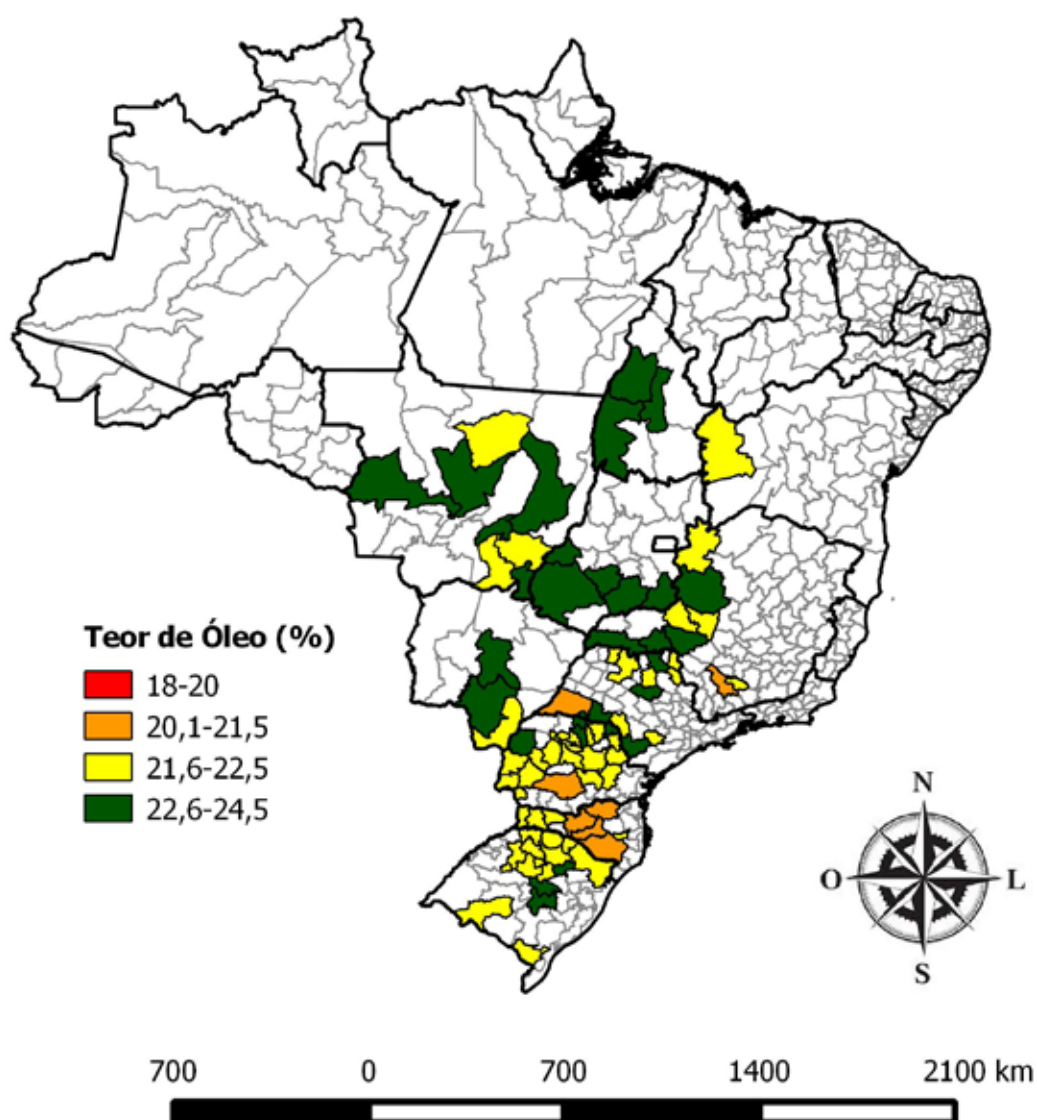 Teor de Óleo (%)
18-20
20,1-21,5
21,6-22,5
22,6-24,5
N
O
L
S
700 0 700 1400 2100 km